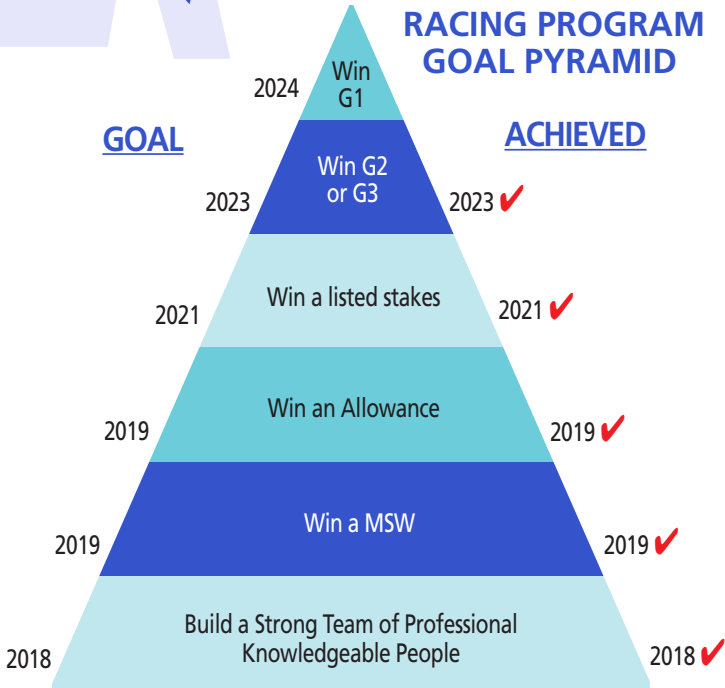 RACING PROGRAM
GOAL PYRAMID
GOAL
ACHIEVED
2024
Win
G1
2023
Win G2
or G3
2023 ✔
2021
Win a listed stakes
2021 ✔
2019
Win an Allowance
2019 ✔
2019
Win a MSW
2019 ✔
2018
Build a Strong Team of Professional
Knowledgeable People
2018 ✔